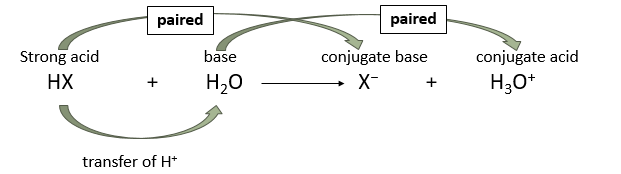 paired paired
Strong acid base conjugate base conjugate acid
HX + H₂O → X⁻ + H₃O⁺
transfer of H⁺